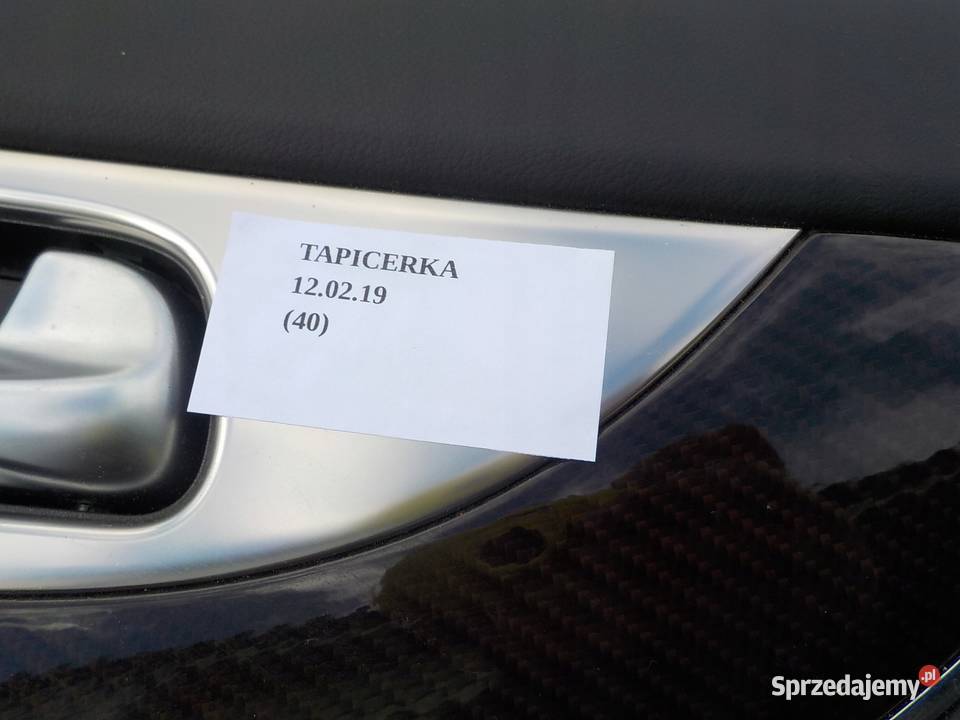 TAPICERKA
12.02.19
(40)
Sprzedajemy.pl